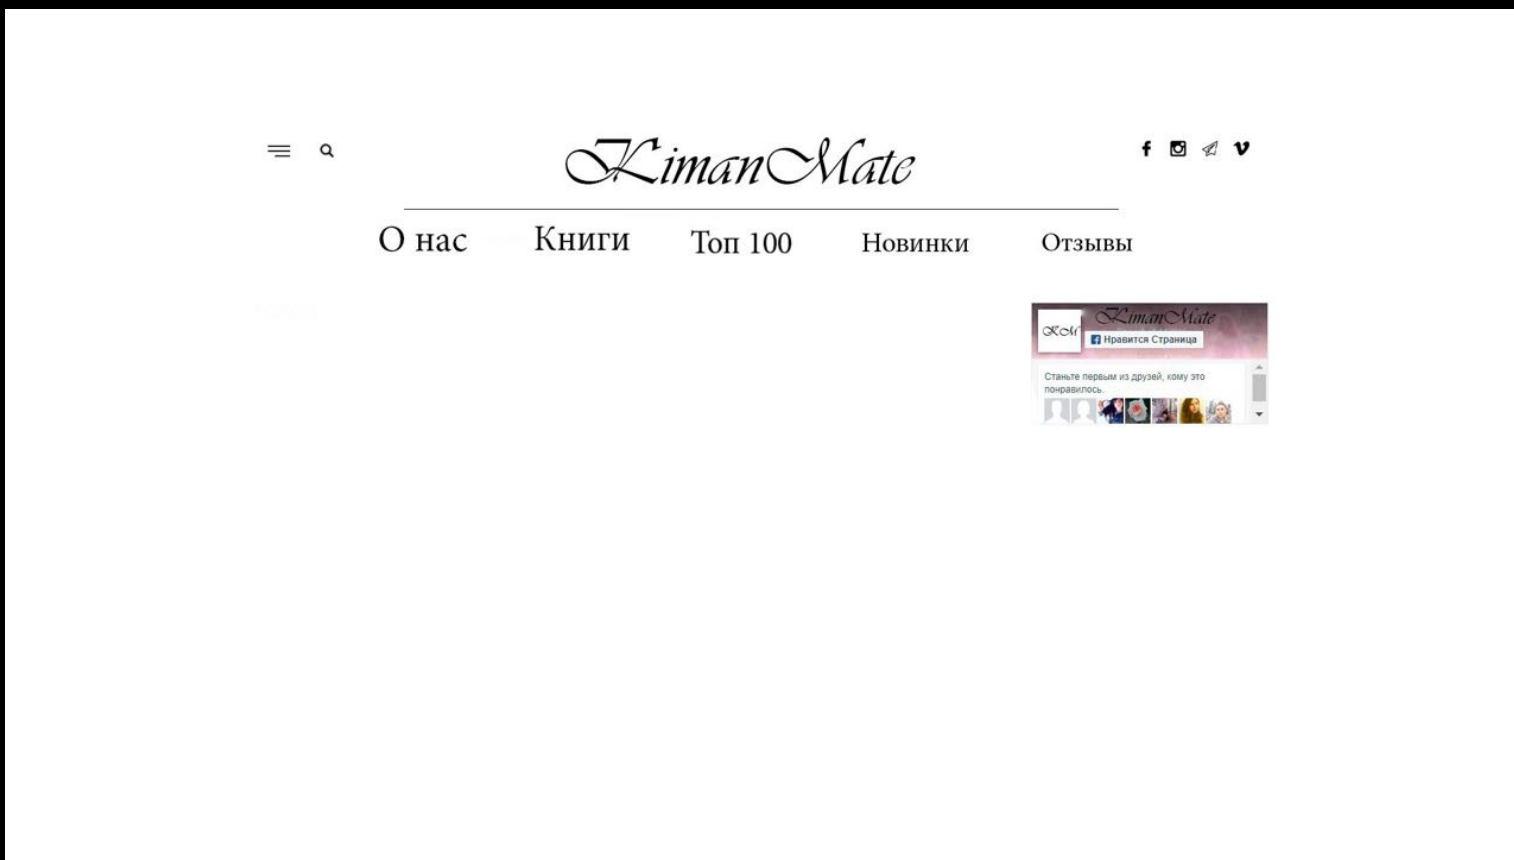 KimanMate
О нас Книги Топ 100 Новинки Отзывы
KimanMate
KM
Нравится Страница
Станьте первым из друзей, кому это
понравилось.